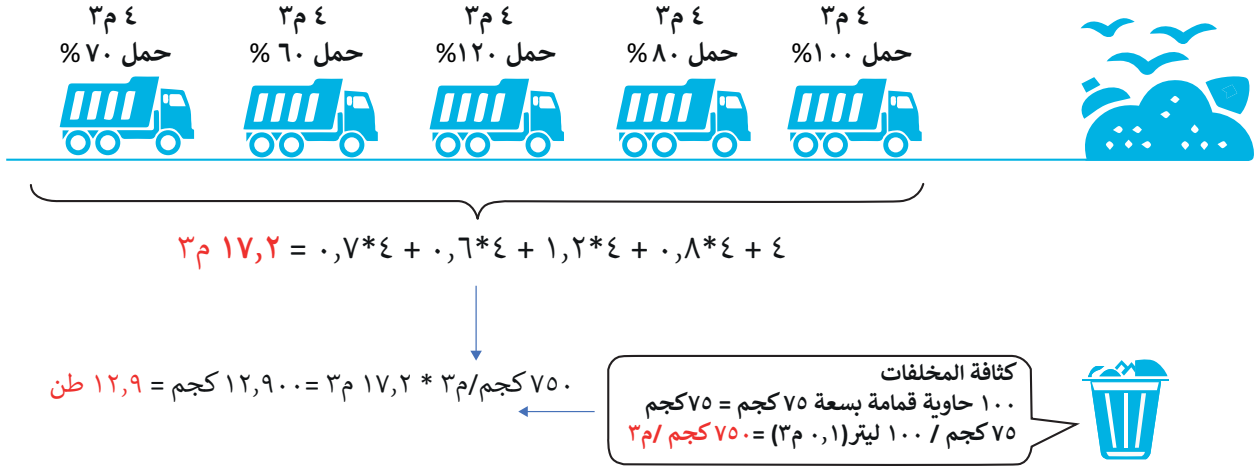 ٤ م٣
حمل ١٠٠%
٤ م٣
حمل ٨٠%
٤ م٣
حمل ١٢٠%
٤ م٣
حمل ٦٠ %
٤ م٣
حمل ٧٠ %
٤ + ٤*٠,٨ + ٤*١,٢ + ٤*٠,٦ + ٤*٠,٧ = ١٧,٢ م٣
٧٥٠ كجم/م٣ * ١٧,٢ م٣ =١٢,٩٠٠ كجم = ١٢,٩ طن
كثافة المخلفات
١٠٠ حاوية قمامة بسعة ٧٥ كجم = ٧٥كجم
٧٥ كجم / ١٠٠ ليتر(٠,١ م٣) =٧٥٠ كجم /م٣